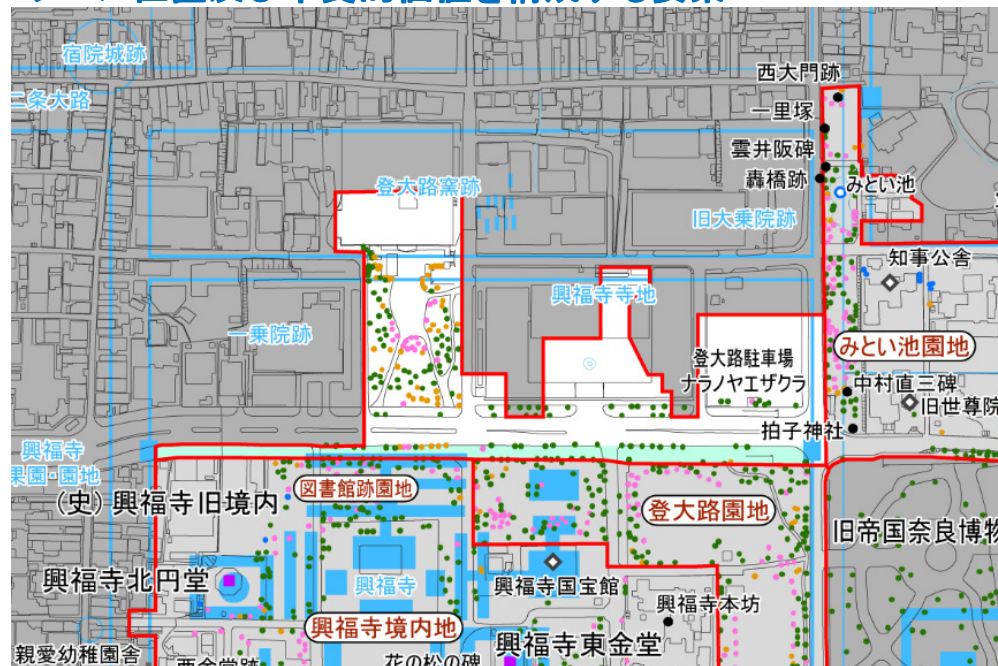 宿院城跡
二条大路
西大門跡
一里塚
雲井阪碑
轟橋跡
みとい池
登大路窯跡
旧大乗院跡
知事公舎
興福寺寺地
一乗院跡
みとい池園地
登大路駐車場
ナラノヤエザクラ
中村直三碑
旧世尊院
拍子神社
興福寺
果園・園地
図書館跡園地
登大路園地
(史) 興福寺旧境内
旧帝国奈良博物
興福寺北円堂
興福寺
興福寺国宝館
興福寺本坊
興福寺境内地
興福寺東金堂
親愛幼稚園舎
西金堂跡
花の松の碑